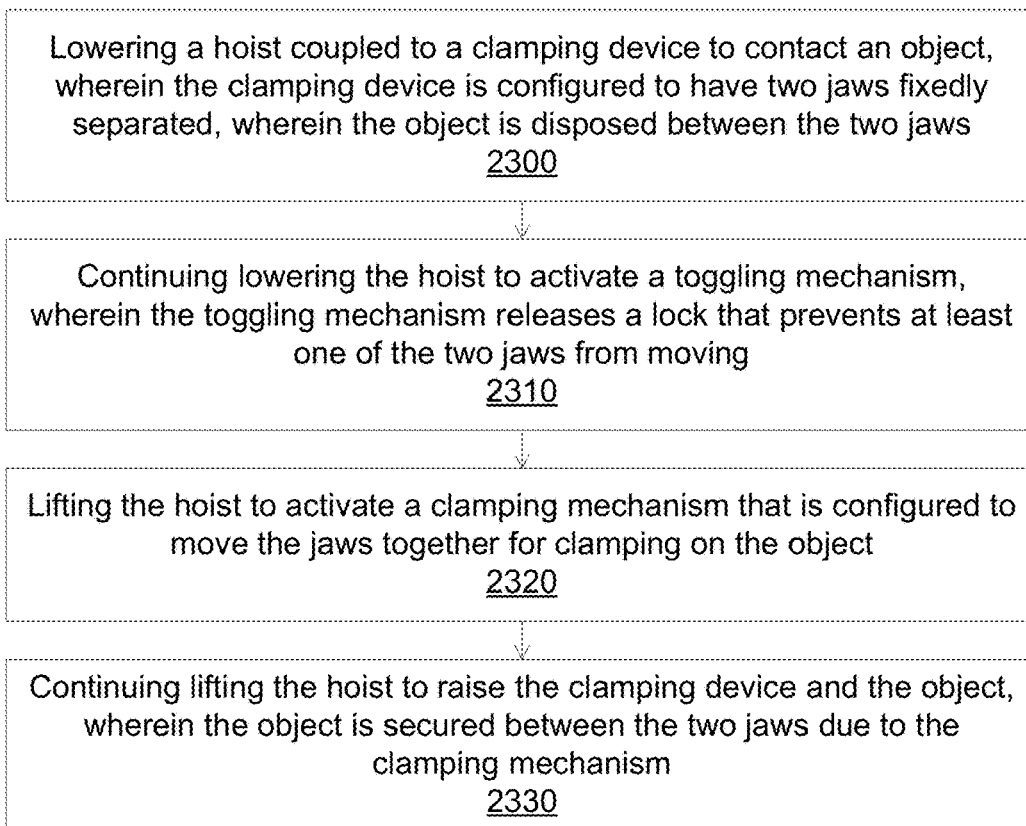 Lowering a hoist coupled to a clamping device to contact an object,
wherein the clamping device is configured to have two jaws fixedly
separated, wherein the object is disposed between the two jaws
2300
Continuing lowering the hoist to activate a toggling mechanism,
wherein the toggling mechanism releases a lock that prevents at least
one of the two jaws from moving
2310
Lifting the hoist to activate a clamping mechanism that is configured to
move the jaws together for clamping on the object
2320
Continuing lifting the hoist to raise the clamping device and the object,
wherein the object is secured between the two jaws due to the
clamping mechanism
2330